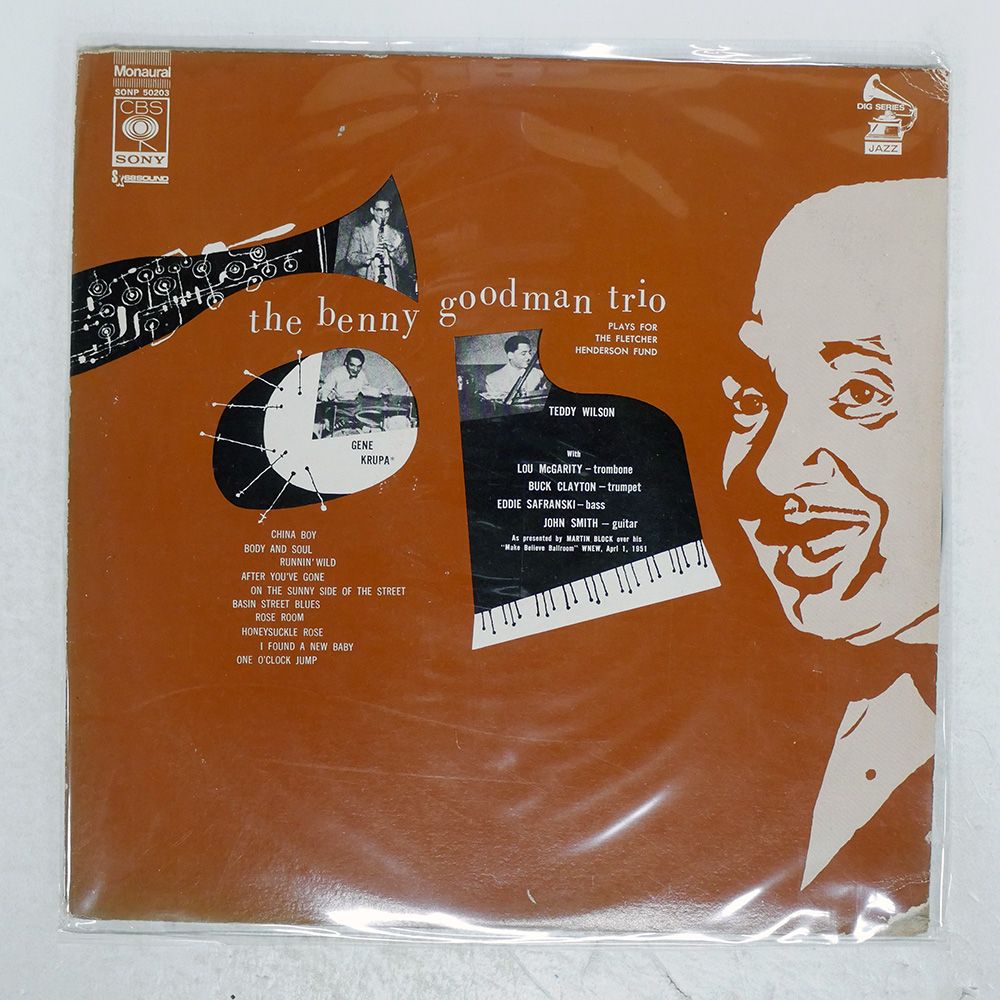 Monaural
SONP 50203
CBS
SONY
DIG SERIES
JAZZ
the benny goodman trio
PLAYS FOR
THE FLETCHER
HENDERSON FUND
TEDDY WILSON
GENE
KRUPA*
With
LOU McGARITY – trombone
BUCK CLAYTON – trumpet
EDDIE SAFRANSKI – bass
JOHN SMITH – guitar
As presented by MARTIN BLOCK over his
"Make Believe Ballroom" WNEW, Aprl 1, 1951
CHINA BOY
BODY AND SOUL
RUNNIN' WILD
AFTER YOU'VE GONE
ON THE SUNNY SIDE OF THE STREET
BASIN STREET BLUES
ROSE ROOM
HONEYSUCKLE ROSE
I FOUND A NEW BABY
ONE O'CLOCK JUMP